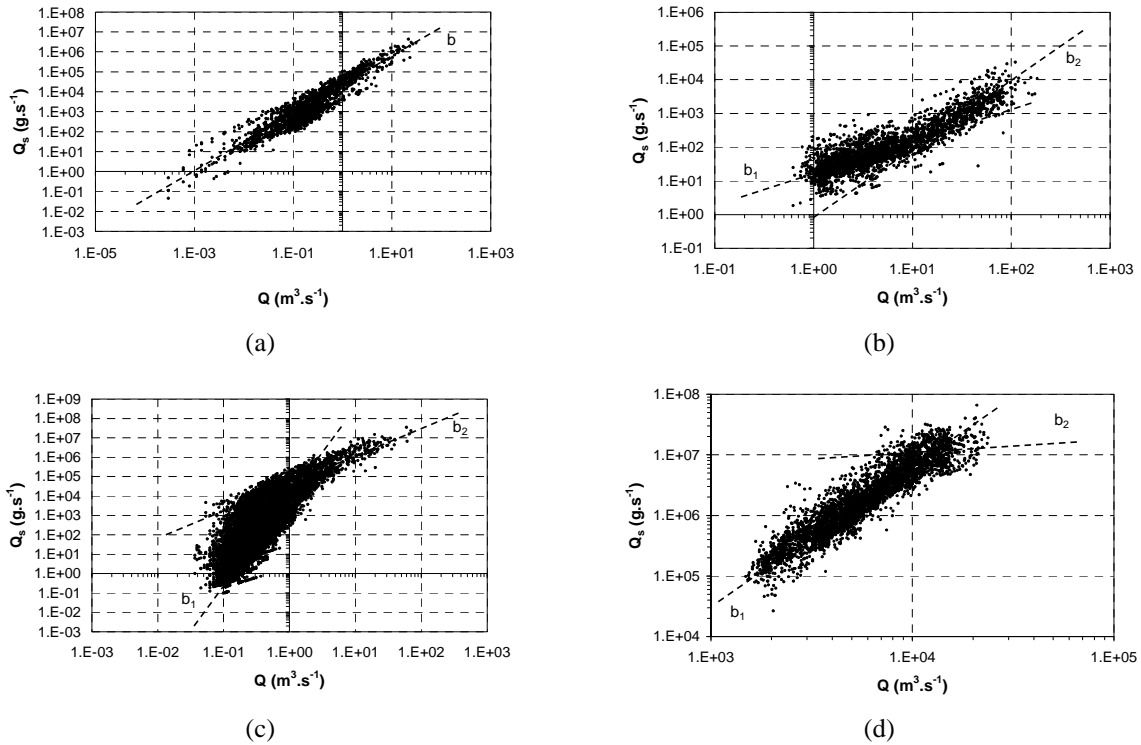 1.E+08
1.E+07
1.E+06
1.E+05
1.E+04
1.E+03
1.E+02
1.E+01
1.E+00
1.E-01
1.E-02
1.E-03
1.E-05 1.E-03 1.E-01 1.E+01 1.E+03
Qs (g.s-1)
Q (m3.s-1)
b
(a)
1.E+06
1.E+05
1.E+04
1.E+03
1.E+02
1.E+01
1.E+00
1.E-01
1.E-01 1.E+00 1.E+01 1.E+02 1.E+03
Qs (g.s-1)
Q (m3.s-1)
b1
b2
(b)
1.E+09
1.E+08
1.E+07
1.E+06
1.E+05
1.E+04
1.E+03
1.E+02
1.E+01
1.E+00
1.E-01
1.E-02
1.E-03
1.E-03 1.E-02 1.E-01 1.E+00 1.E+01 1.E+02 1.E+03
Qs (g.s-1)
Q (m3.s-1)
b1
b2
(c)
1.E+08
1.E+07
1.E+06
1.E+05
1.E+04
1.E+03 1.E+04 1.E+05
Qs (g.s-1)
Q (m3.s-1)
b1
b2
(d)